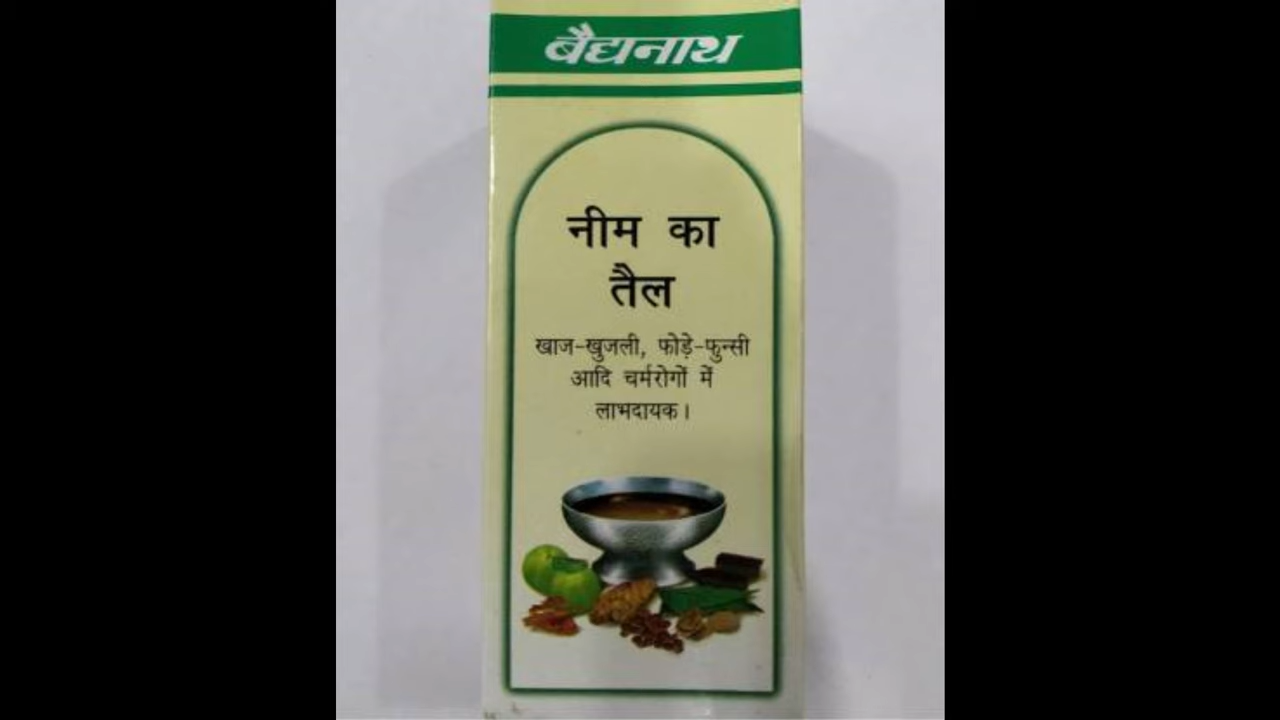 बैद्यनाथ
नीम का
तैल
खाज-खुजली, फोड़े-फुन्सी
आदि चर्मरोगों में
लाभदायक।